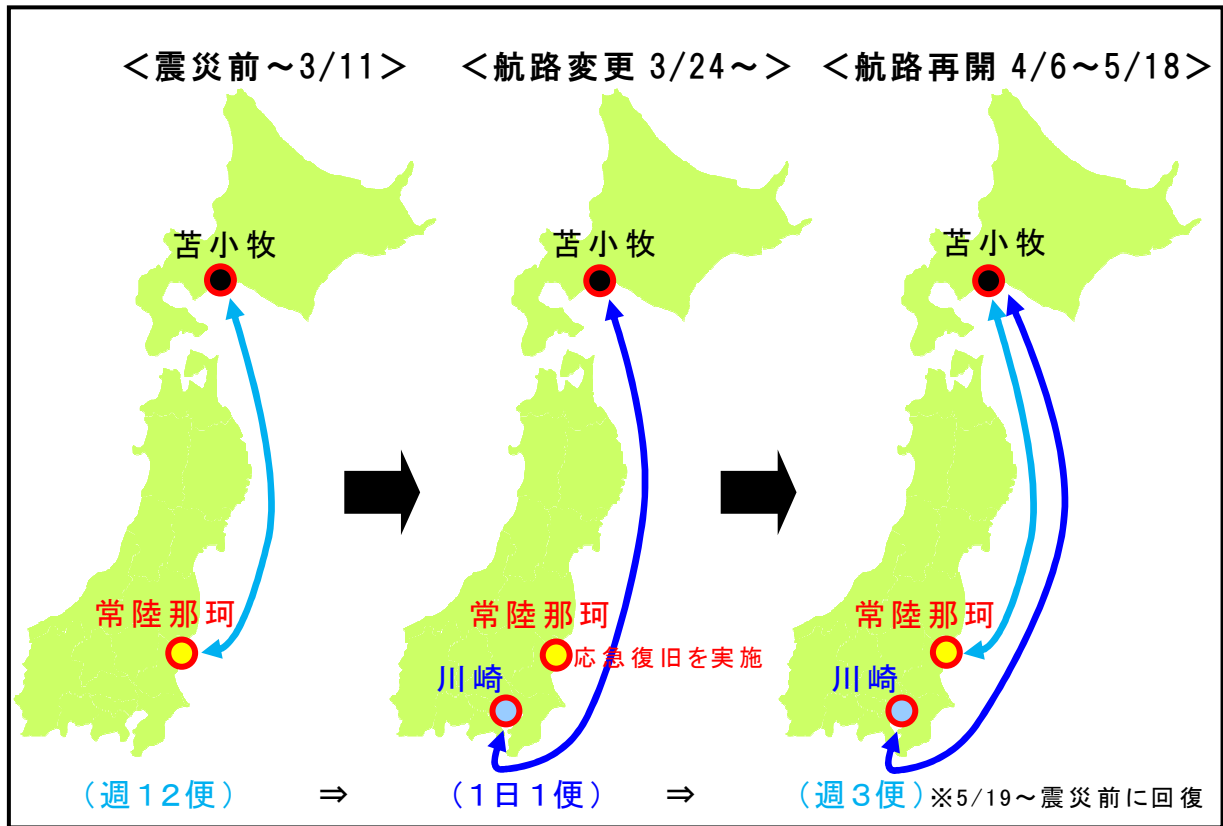 ＜震災前～3/11＞
＜航路変更 3/24～＞
＜航路再開 4/6～5/18＞
苫小牧
苫小牧
苫小牧
常陸那珂
常陸那珂
応急復旧を実施
川崎
常陸那珂
川崎
（週１２便）
⇒
（１日１便）
⇒
（週３便）
※5/19～震災前に回復